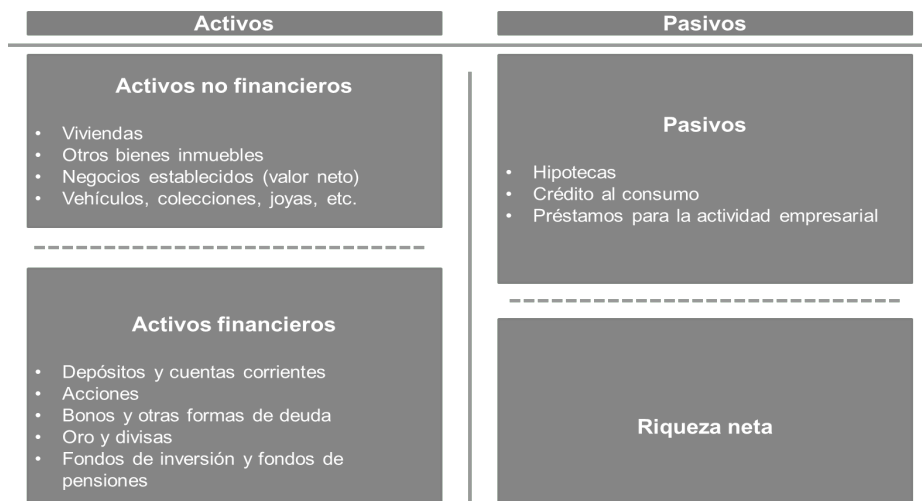 Activos
Pasivos
Activos no financieros
• Viviendas
• Otros bienes inmuebles
• Negocios establecidos (valor neto)
• Vehículos, colecciones, joyas, etc.
Activos financieros
• Depósitos y cuentas corrientes
• Acciones
• Bonos y otras formas de deuda
• Oro y divisas
• Fondos de inversión y fondos de
pensiones
Pasivos
• Hipotecas
• Crédito al consumo
• Préstamos para la actividad empresarial
Riqueza neta